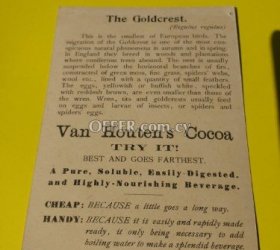 The Goldcrest.
(Regulus regulus)
This is the smallest of European birds. The
migration of the Goldcrest is one of the most con-
spicuous natural phenomena in autumn and in spring.
In England they breed in woods and plantations,
where coniferous trees abound. The nest is usually
suspended below the horizontal branches of firs,
constructed of green moss, fine grass, spiders' webs,
wool etc., lined with a quantity of small feathers.
The eggs, yellowish or buffish white, speckled
with reddish brown, are even smaller than those of
the wren. Wrens, tits and goldcrests usually feed
on eggs and larvae of insects, or spiders and
spiders' eggs.
offer.com.cy
Van Houten's Cocoa
TRY IT!
BEST AND GOES FARTHEST.
A Pure, Soluble, Easily-Digested,
and Highly-Nourishing Beverage.
CHEAP: BECAUSE a little goes a long way.
HANDY: BECAUSE it is easily and rapidly made
ready, it only being necessary to add
boiling water to make a splendid beverage.